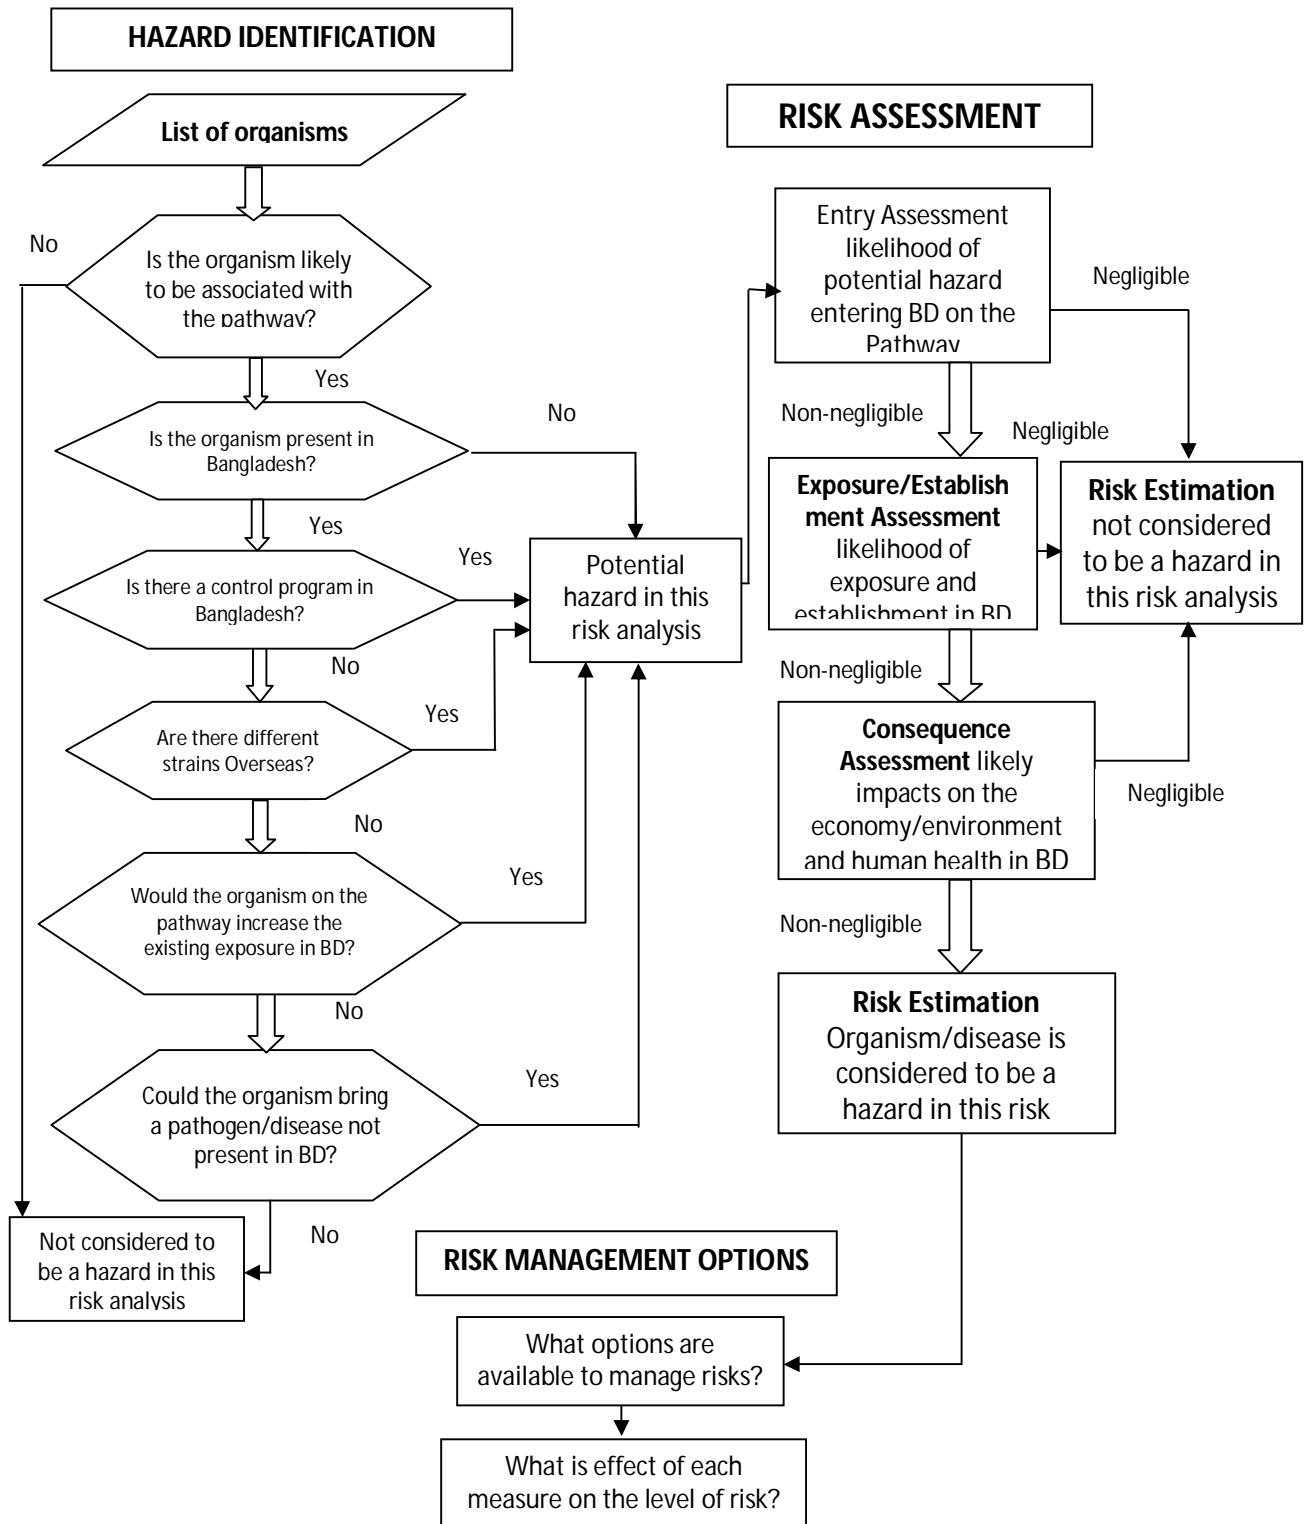 HAZARD IDENTIFICATION
List of organisms
No
Is the organism likely
to be associated with
the pathway?
Yes
Is the organism present in
Bangladesh?
No
Yes
Is there a control program in
Bangladesh?
Yes
No
Are there different
strains Overseas?
Yes
No
Would the organism on the
pathway increase the
existing exposure in BD?
Yes
No
Could the organism bring
a pathogen/disease not
present in BD?
Yes
No
Not considered to
be a hazard in this
risk analysis
Potential
hazard in this
risk analysis
RISK ASSESSMENT
Entry Assessment
likelihood of
potential hazard
entering BD on the
Pathway
Negligible
Non-negligible
Negligible
Exposure/Establish
ment Assessment
likelihood of
exposure and
establishment in BD
Risk Estimation
not considered
to be a hazard in
this risk analysis
Non-negligible
Consequence
Assessment likely
impacts on the
economy/environment
and human health in BD
Negligible
Non-negligible
Risk Estimation
Organism/disease is
considered to be a
hazard in this risk
RISK MANAGEMENT OPTIONS
What options are
available to manage risks?
What is effect of each
measure on the level of risk?